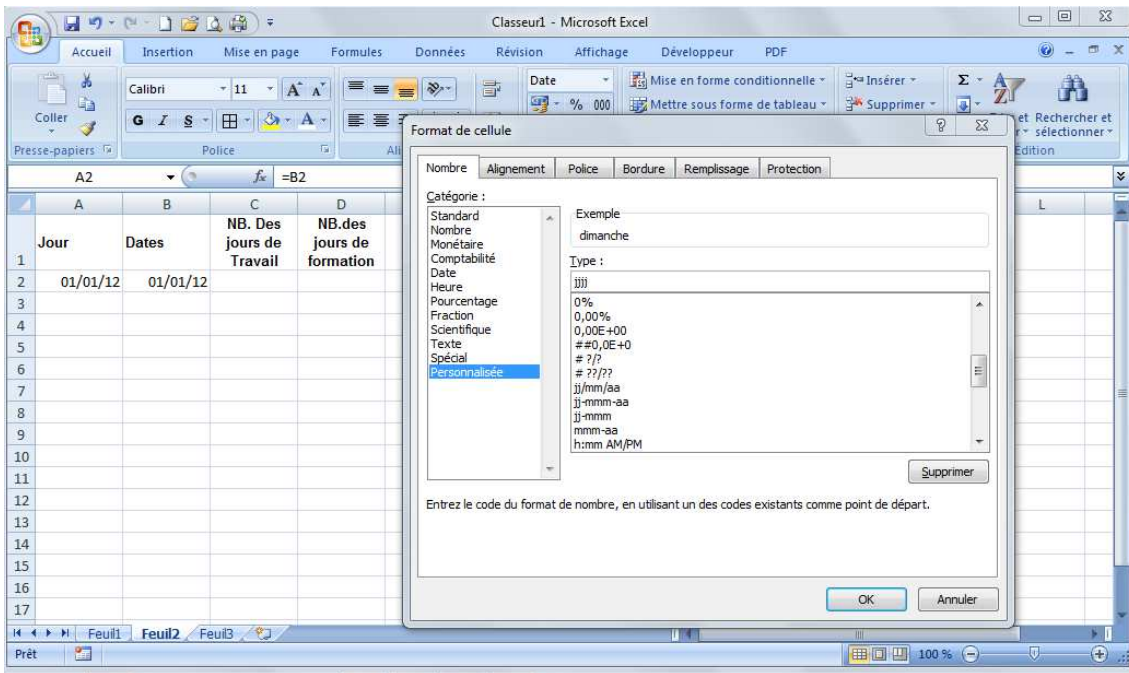 Classeur1 - Microsoft Excel
Accueil Insertion Mise en page Formules Données Révision Affichage Développeur PDF
Calibri 11 A A Date Mise en forme conditionnelle Insérer Σ
Coller G I S A % 000 Mettre sous forme de tableau Supprimer et Rechercher et
sélectionner
Presse-papiers Police Ali Edition
A2 fx =B2
Format de cellule
Nombre Alignement Police Bordure Remplissage Protection
Catégorie :
Standard
Nombre
Monétaire
Comptabilité
Date
Heure
Pourcentage
Fraction
Scientifique
Texte
Spécial
Personnalisée
Exemple
dimanche
Type :
jjjj
0%
0,00%
0,00E+00
##0,0E+0
# ?/?
# ??/??
jj/mm/aa
jj-mmm-aa
jj-mmm
mmm-aa
h:mm AM/PM
Supprimer
Entrez le code du format de nombre, en utilisant un des codes existants comme point de départ.
OK Annuler
A B C D L
1 Jour Dates NB. Des jours de Travail NB.des jours de formation
2 01/01/12 01/01/12
3
4
5
6
7
8
9
10
11
12
13
14
15
16
17
Feuil1 Feuil2 Feuil3
Prêt 100 %